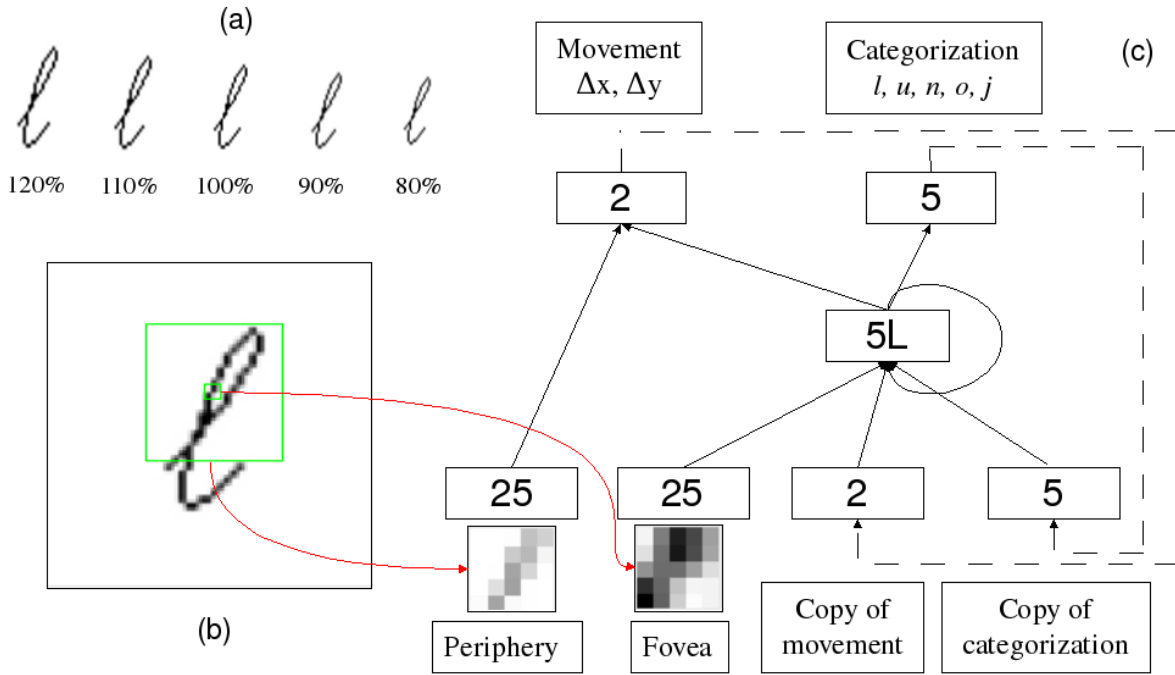 (a)
120%
110%
100%
90%
80%
(b)
(c)
Movement
Δx, Δy
Categorization
l, u, n, o, j
2
5
5L
25
25
2
5
Periphery
Fovea
Copy of
movement
Copy of
categorization